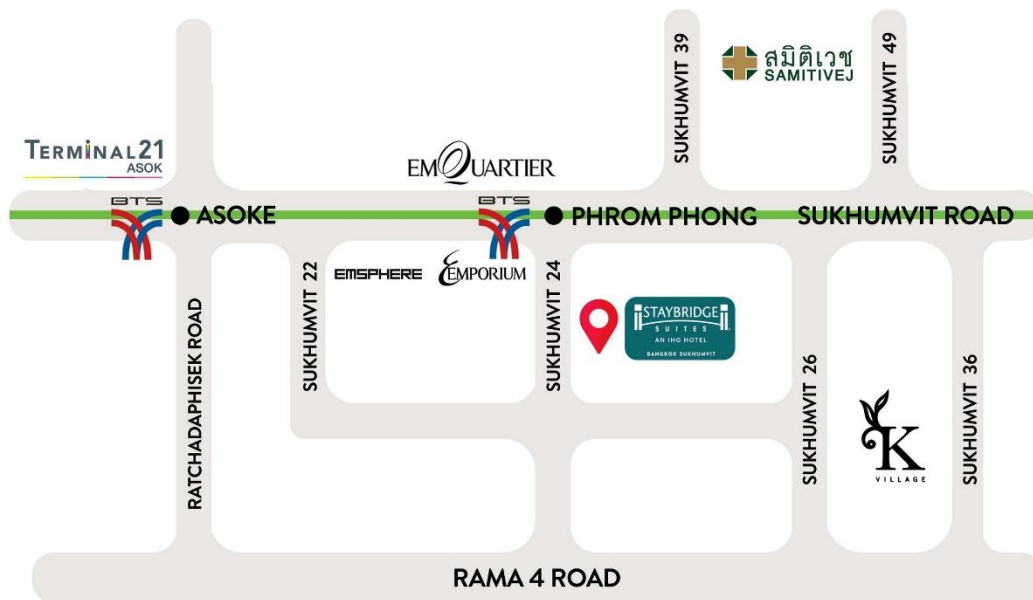 SUKHUMVIT 39
สมิติเวช
SAMITIVEJ
SUKHUMVIT 49
TERMINAL21
ASOK
EMQUARTIER
BTS
ASOKE
BTS
PHROM PHONG
SUKHUMVIT ROAD
RATCHADAPHISEK ROAD
SUKHUMVIT 22
EMSPHERE
EMPORIUM
SUKHUMVIT 24
STAYBRIDGE
SUITES
AN IHG HOTEL
BANGKOK SUKHUMVIT
SUKHUMVIT 26
K
VILLAGE
SUKHUMVIT 36
RAMA 4 ROAD